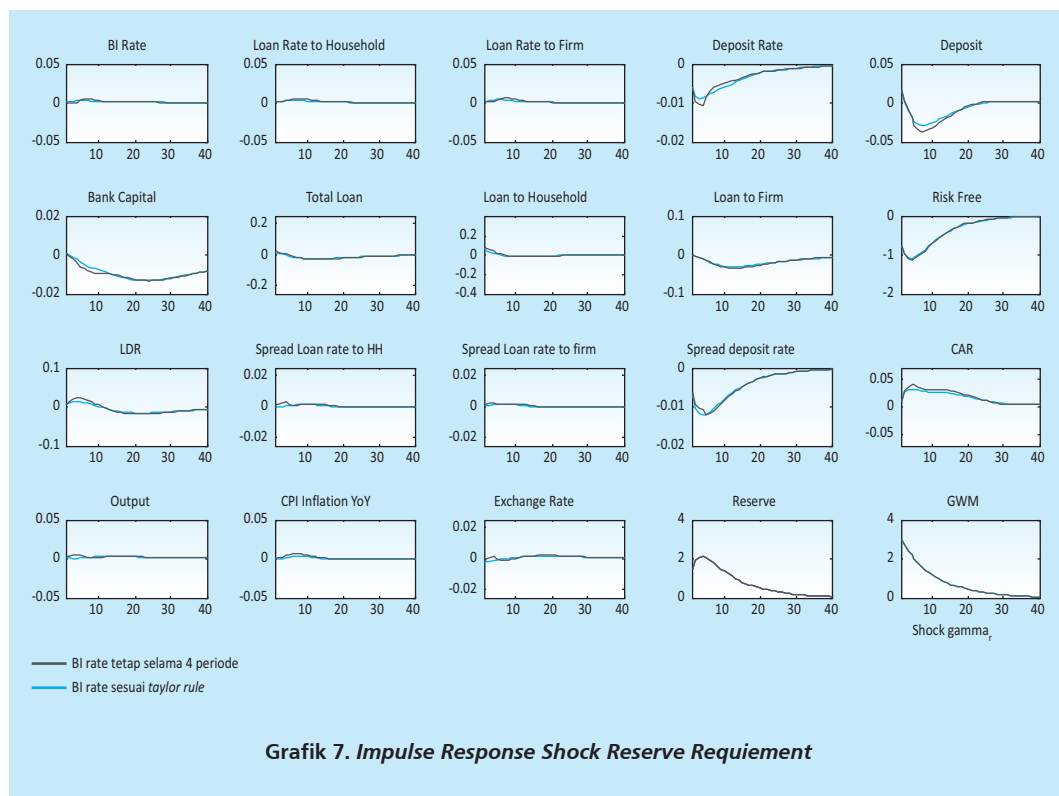 BI Rate
Loan Rate to Household
Loan Rate to Firm
Deposit Rate
Deposit
0.05
0
-0.05
10 20 30 40
0.05
0
-0.05
10 20 30 40
0.05
0
-0.05
10 20 30 40
0
-0.01
-0.02
10 20 30 40
0.05
0
-0.05
10 20 30 40
Bank Capital
Total Loan
Loan to Household
Loan to Firm
Risk Free
0.02
0
-0.02
10 20 30 40
0.2
0
-0.2
10 20 30 40
0.2
0
-0.2
-0.4
10 20 30 40
0.1
0
-0.1
10 20 30 40
0
-1
-2
10 20 30 40
LDR
Spread Loan rate to HH
Spread Loan rate to firm
Spread deposit rate
CAR
0.1
0
-0.1
10 20 30 40
0.02
0
-0.02
10 20 30 40
0.02
0
-0.02
10 20 30 40
0
-0.01
-0.02
10 20 30 40
0.05
0
-0.05
10 20 30 40
Output
CPI Inflation YoY
Exchange Rate
Reserve
GWM
0.05
0
-0.05
10 20 30 40
0.05
0
-0.05
10 20 30 40
0.02
0
-0.02
10 20 30 40
4
2
0
10 20 30 40
4
2
0
10 20 30 40
Shock gamma_r
BI rate tetap selama 4 periode
BI rate sesuai taylor rule
Grafik 7. Impulse Response Shock Reserve Requiement